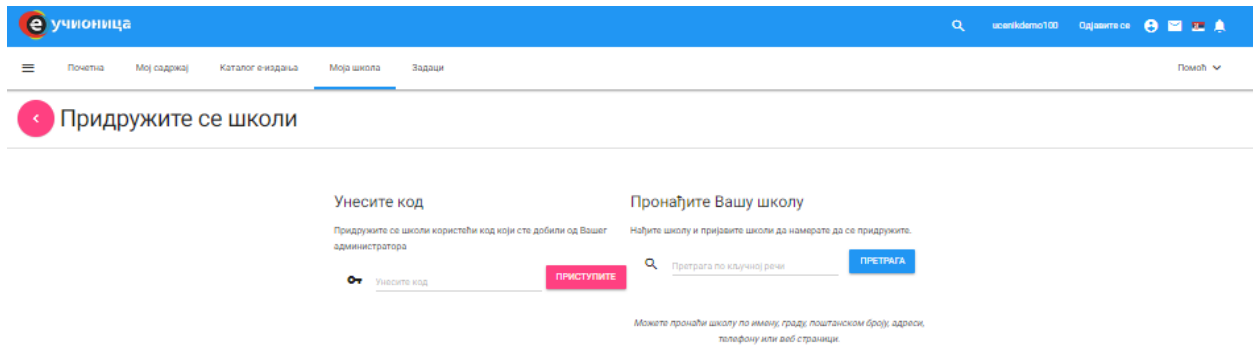 е учионица
ucenikdemo100 Одјавите се
Почетна Мој садржај Каталог е-издања Моја школа Задаци Помоћ
Придружите се школи
Унесите код
Придружите се школи користећи код који сте добили од Вашег
администратора
Унесите код ПРИСТУПИТЕ
Пронађите Вашу школу
Нађите школу и пријавите школи да намерате да се придружите.
Претрага по кључној речи ПРЕТРАГА
Можете пронаћи школу по имену, граду, поштанском броју, адреси,
телефону или веб страници.